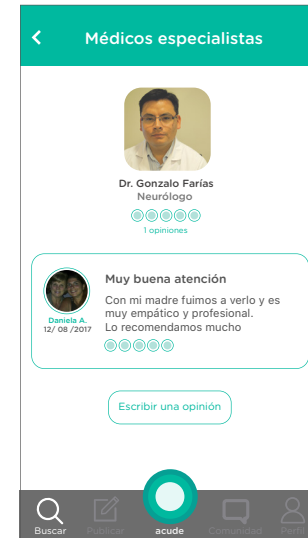 Médicos especialistas
Dr. Gonzalo Farías
Neurólogo
1 opiniones
Muy buena atención
Con mi madre fuimos a verlo y es
muy empático y profesional.
Lo recomendamos mucho
Daniela A.
12/ 08 /2017
Escribir una opinión
Buscar
Publicar
acude
Comunidad
Perfil